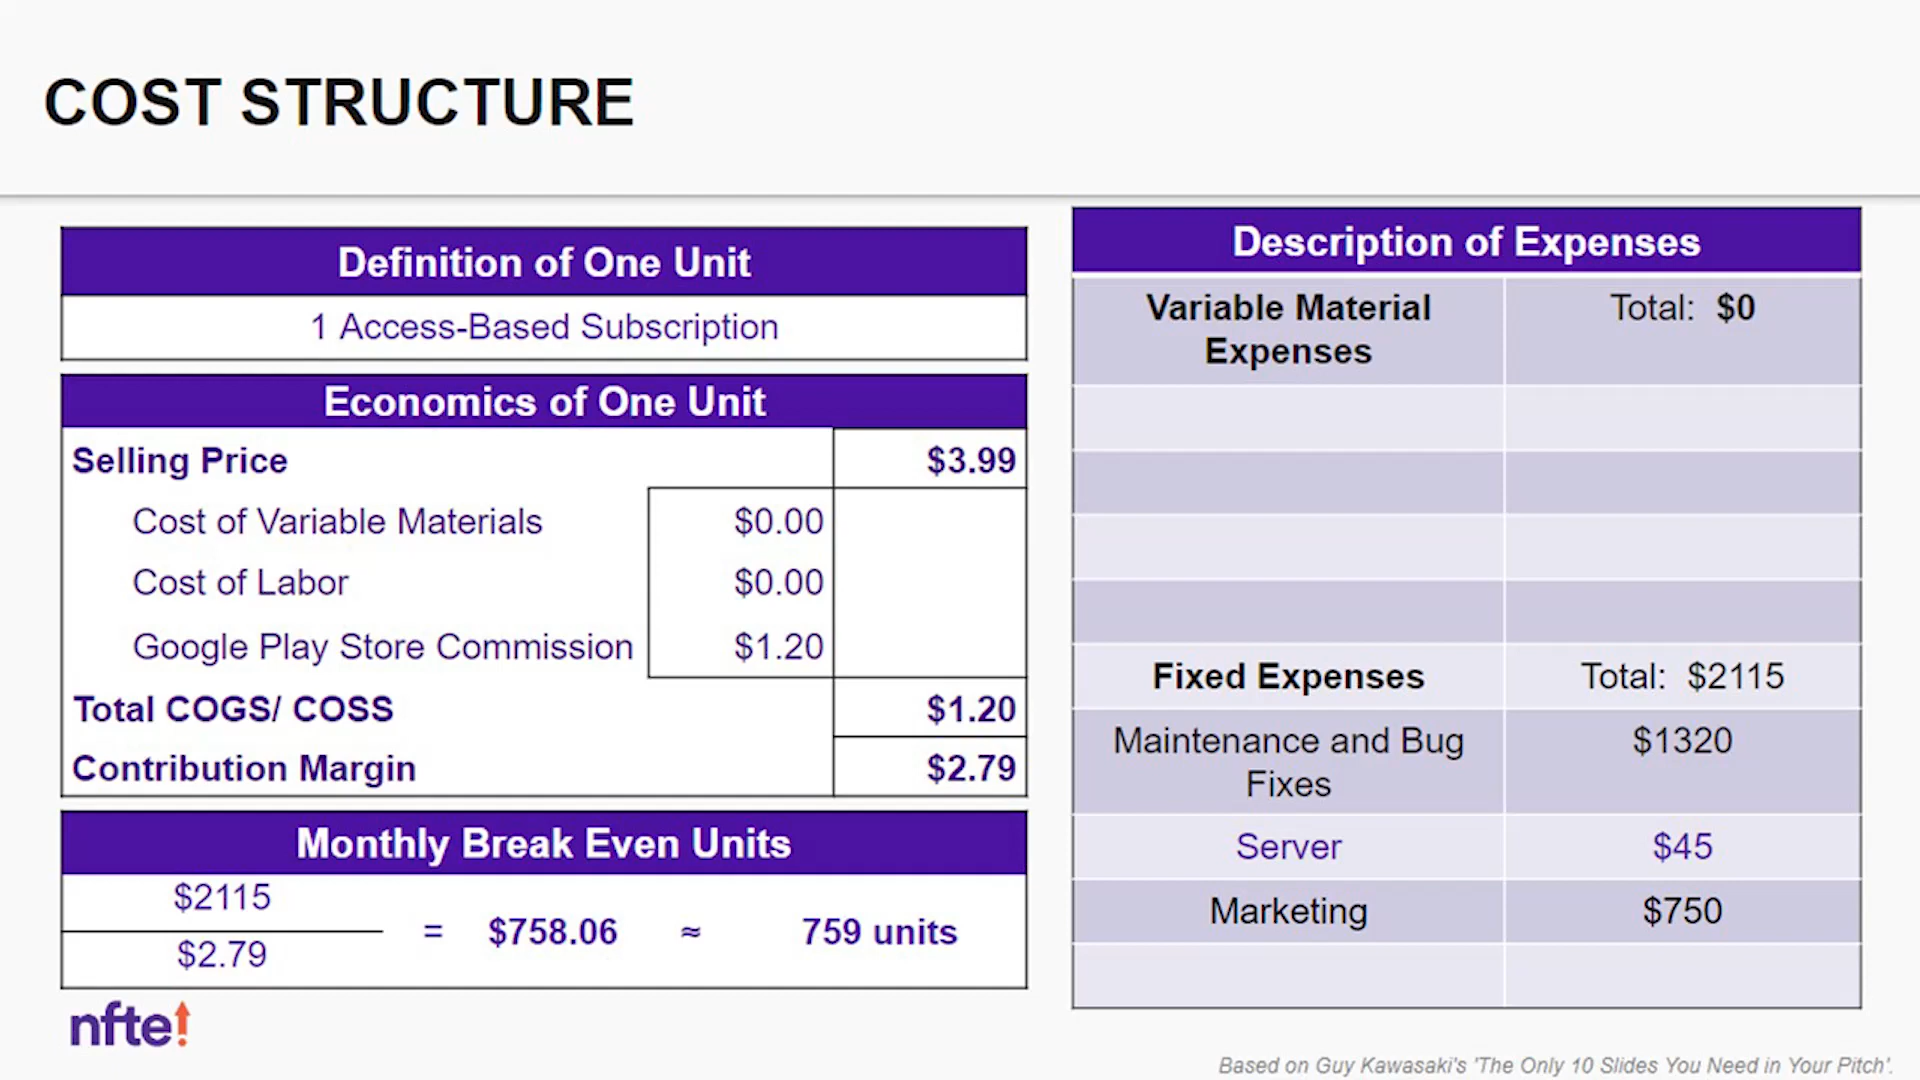 COST STRUCTURE
Definition of One Unit
1 Access-Based Subscription
Economics of One Unit
Selling Price $3.99
Cost of Variable Materials $0.00
Cost of Labor $0.00
Google Play Store Commission $1.20
Total COGS/ COSS $1.20
Contribution Margin $2.79
Monthly Break Even Units
$2115
$2.79
= $758.06 ≈ 759 units
Description of Expenses
Variable Material Total: $0
Expenses
Fixed Expenses Total: $2115
Maintenance and Bug $1320
Fixes
Server $45
Marketing $750
nfte!
Based on Guy Kawasaki's 'The Only 10 Slides You Need in Your Pitch'.